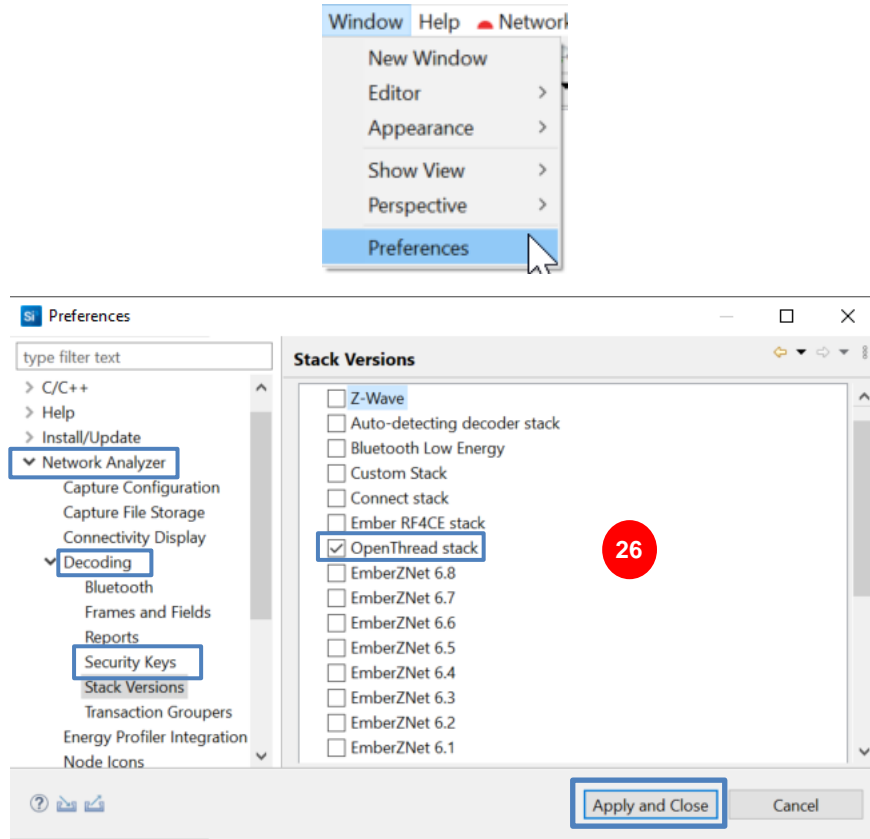 Window Help Network
New Window
Editor
Appearance
Show View
Perspective
Preferences
Si Preferences
type filter text
Stack Versions
C/C++
Help
Install/Update
Network Analyzer
Capture Configuration
Capture File Storage
Connectivity Display
Decoding
Bluetooth
Frames and Fields
Reports
Security Keys
Stack Versions
Transaction Groupers
Energy Profiler Integration
Node Icons
Z-Wave
Auto-detecting decoder stack
Bluetooth Low Energy
Custom Stack
Connect stack
Ember RF4CE stack
OpenThread stack
EmberZNet 6.8
EmberZNet 6.7
EmberZNet 6.6
EmberZNet 6.5
EmberZNet 6.4
EmberZNet 6.3
EmberZNet 6.2
EmberZNet 6.1
26
Apply and Close
Cancel